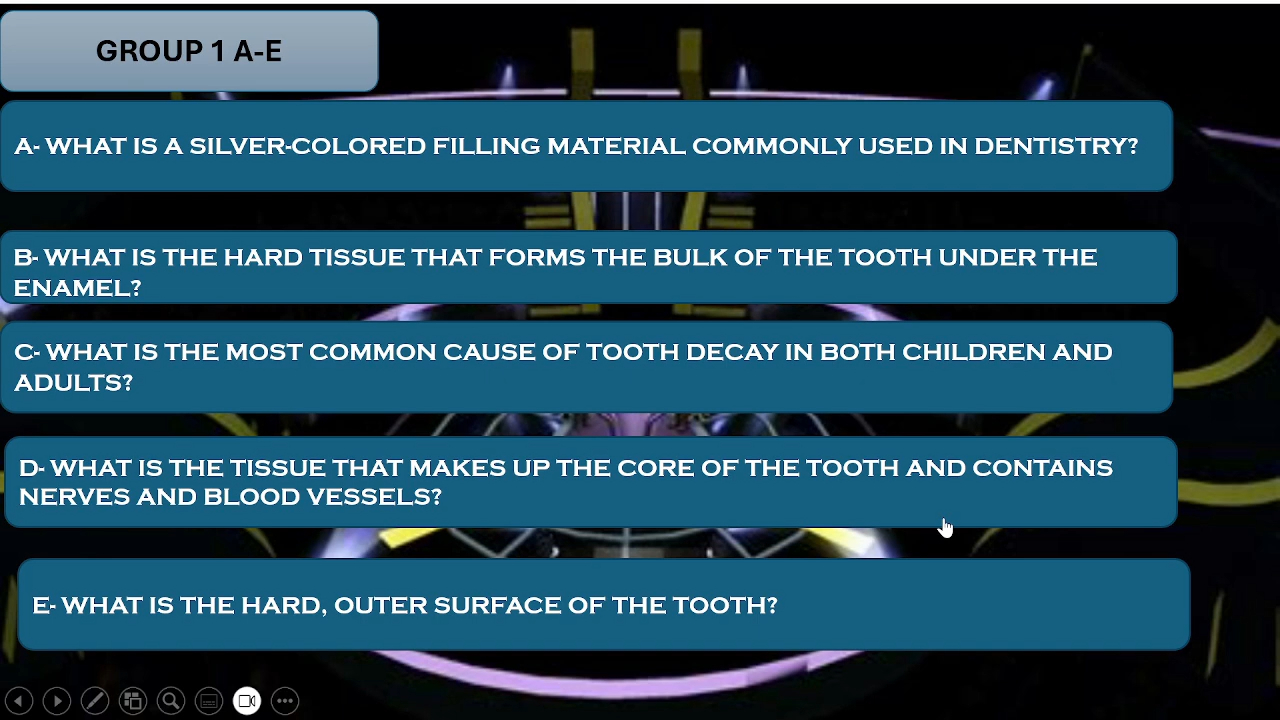 GROUP 1 A-E
A- WHAT IS A SILVER-COLORED FILLING MATERIAL COMMONLY USED IN DENTISTRY?
B- WHAT IS THE HARD TISSUE THAT FORMS THE BULK OF THE TOOTH UNDER THE
ENAMEL?
C- WHAT IS THE MOST COMMON CAUSE OF TOOTH DECAY IN BOTH CHILDREN AND
ADULTS?
D- WHAT IS THE TISSUE THAT MAKES UP THE CORE OF THE TOOTH AND CONTAINS
NERVES AND BLOOD VESSELS?
E- WHAT IS THE HARD, OUTER SURFACE OF THE TOOTH?